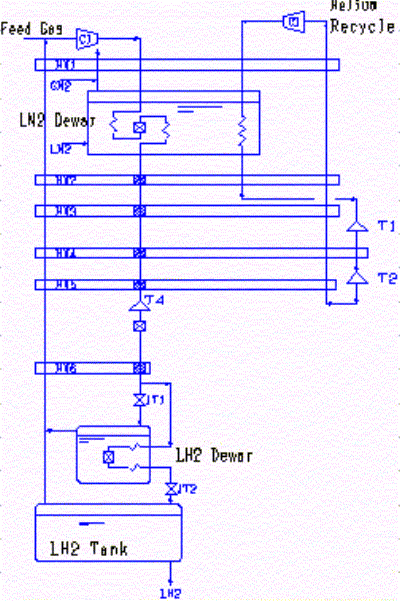 Helium
Feed Gas
Recycle
C1
HX1
GN2
LN2 Dewar
LN2
HX2
HX3
T1
HX4
T2
HX5
T4
HX6
JT1
LH2 Dewar
JT2
LH2 Tank
LH2